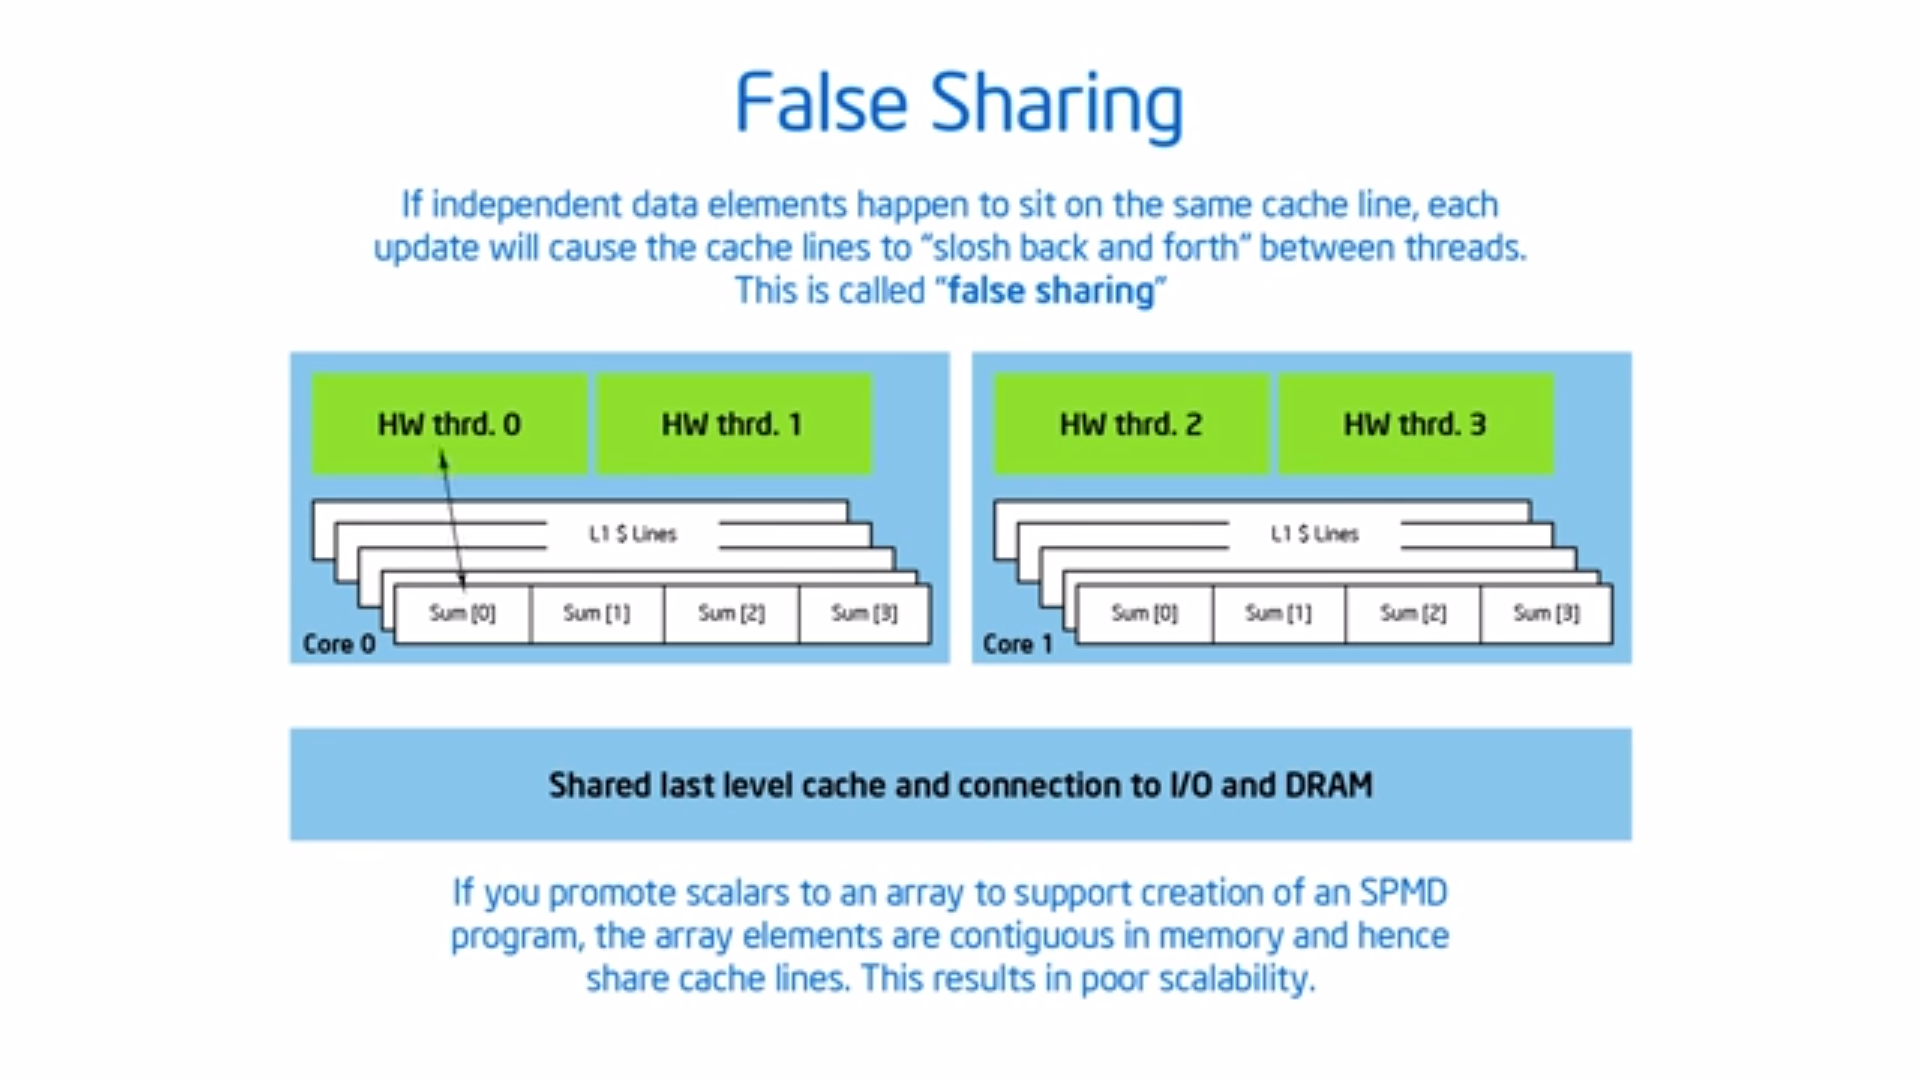 False Sharing
If independent data elements happen to sit on the same cache line, each
update will cause the cache lines to “slosh back and forth” between threads.
This is called “false sharing”
HW thrd. 0
HW thrd. 1
L1 $ Lines
Sum [0]
Sum [1]
Sum [2]
Sum [3]
Core 0
HW thrd. 2
HW thrd. 3
L1 $ Lines
Sum [0]
Sum [1]
Sum [2]
Sum [3]
Core 1
Shared last level cache and connection to I/O and DRAM
If you promote scalars to an array to support creation of an SPMD
program, the array elements are contiguous in memory and hence
share cache lines. This results in poor scalability.